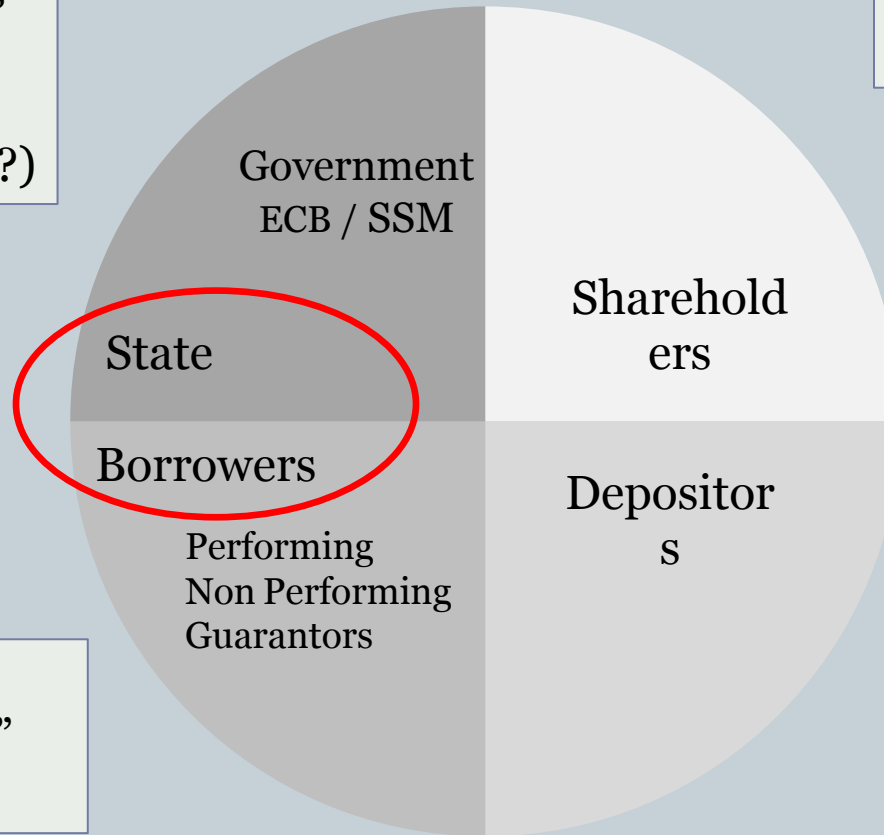 ’
?)
Government
ECB / SSM
State
Sharehold
ers
Borrowers
Performing
Non Performing
Guarantors
Depositor
s
”